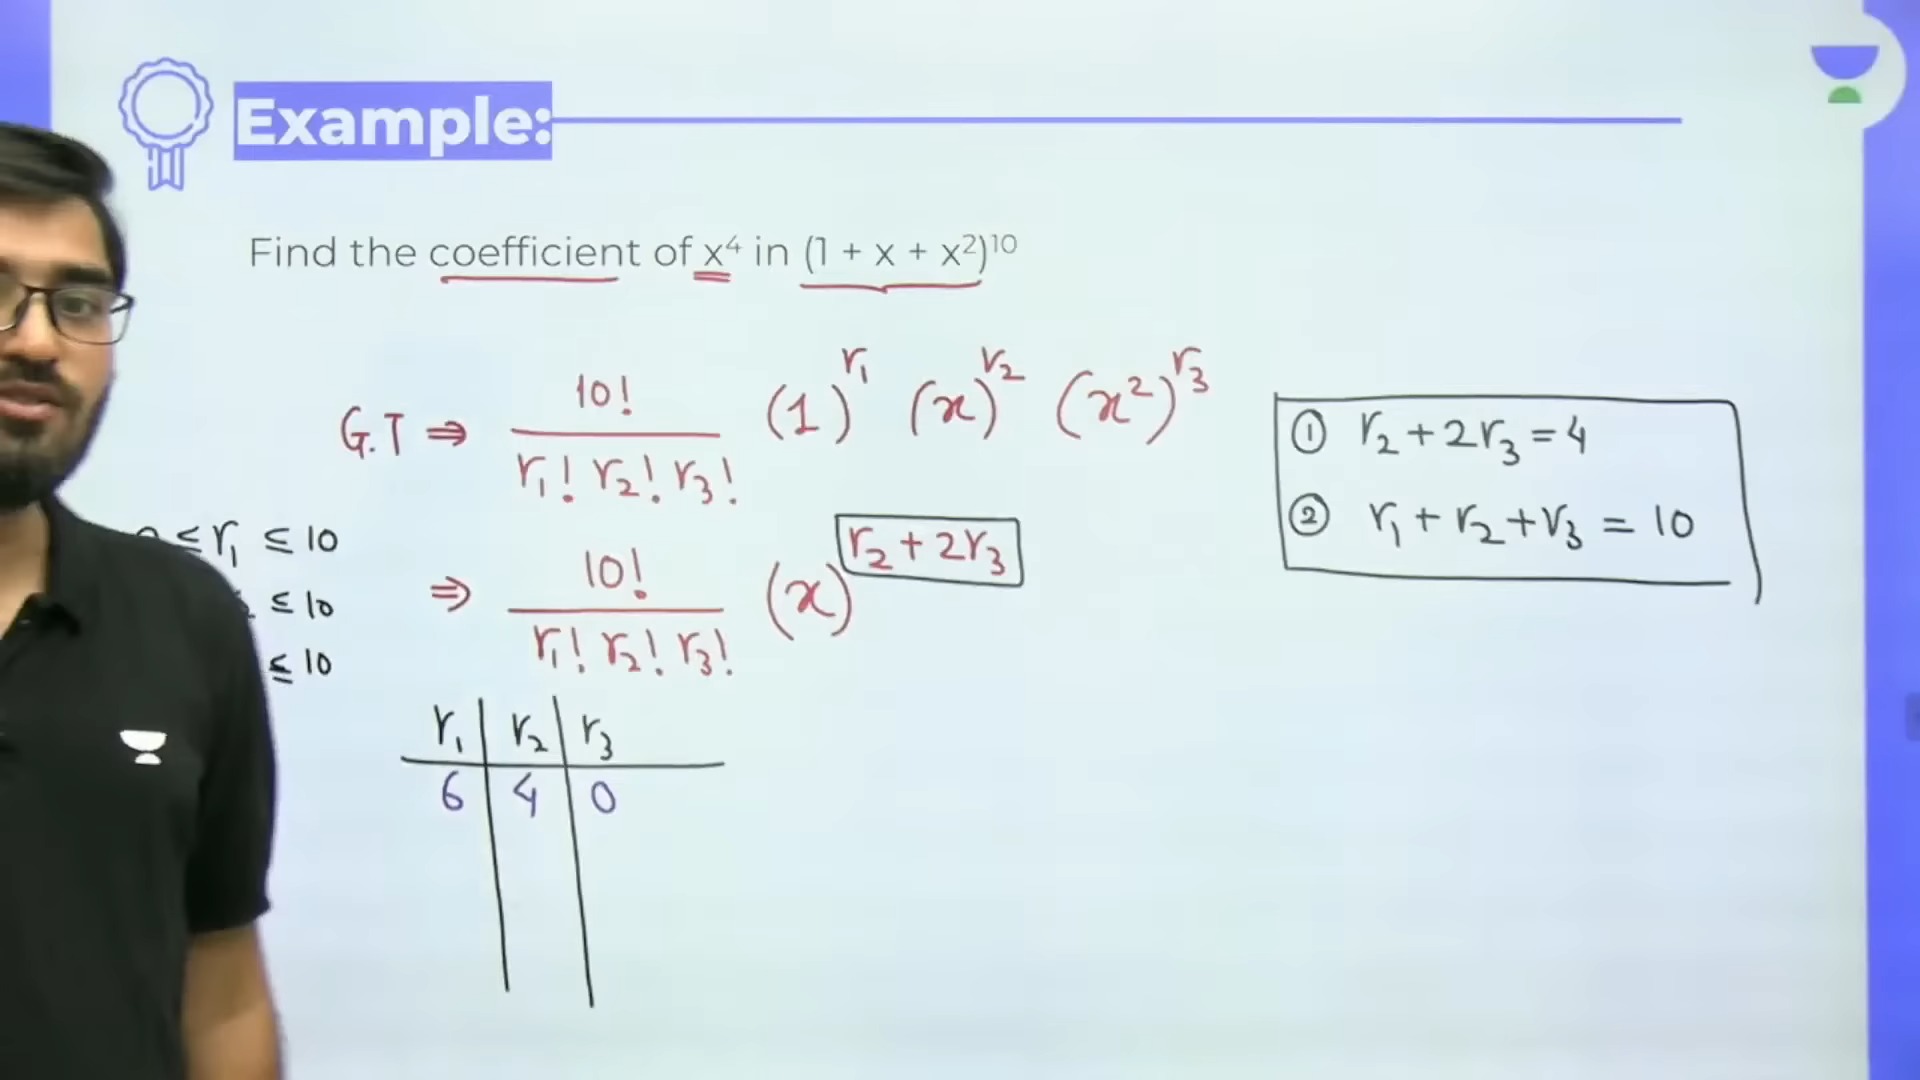 Example:
Find the coefficient of x⁴ in (1 + x + x²)¹⁰
G.T ⇒ 10! / r₁! r₂! r₃! (1)^r₁ (x)^r₂ (x²)^r₃
① r₂ + 2r₃ = 4
② r₁ + r₂ + r₃ = 10
≤ r₁ ≤ 10
≤ 10
≤ 10
⇒ 10! / r₁! r₂! r₃! (x)^r₂ + 2r₃
r₁ r₂ r₃
6 4 0